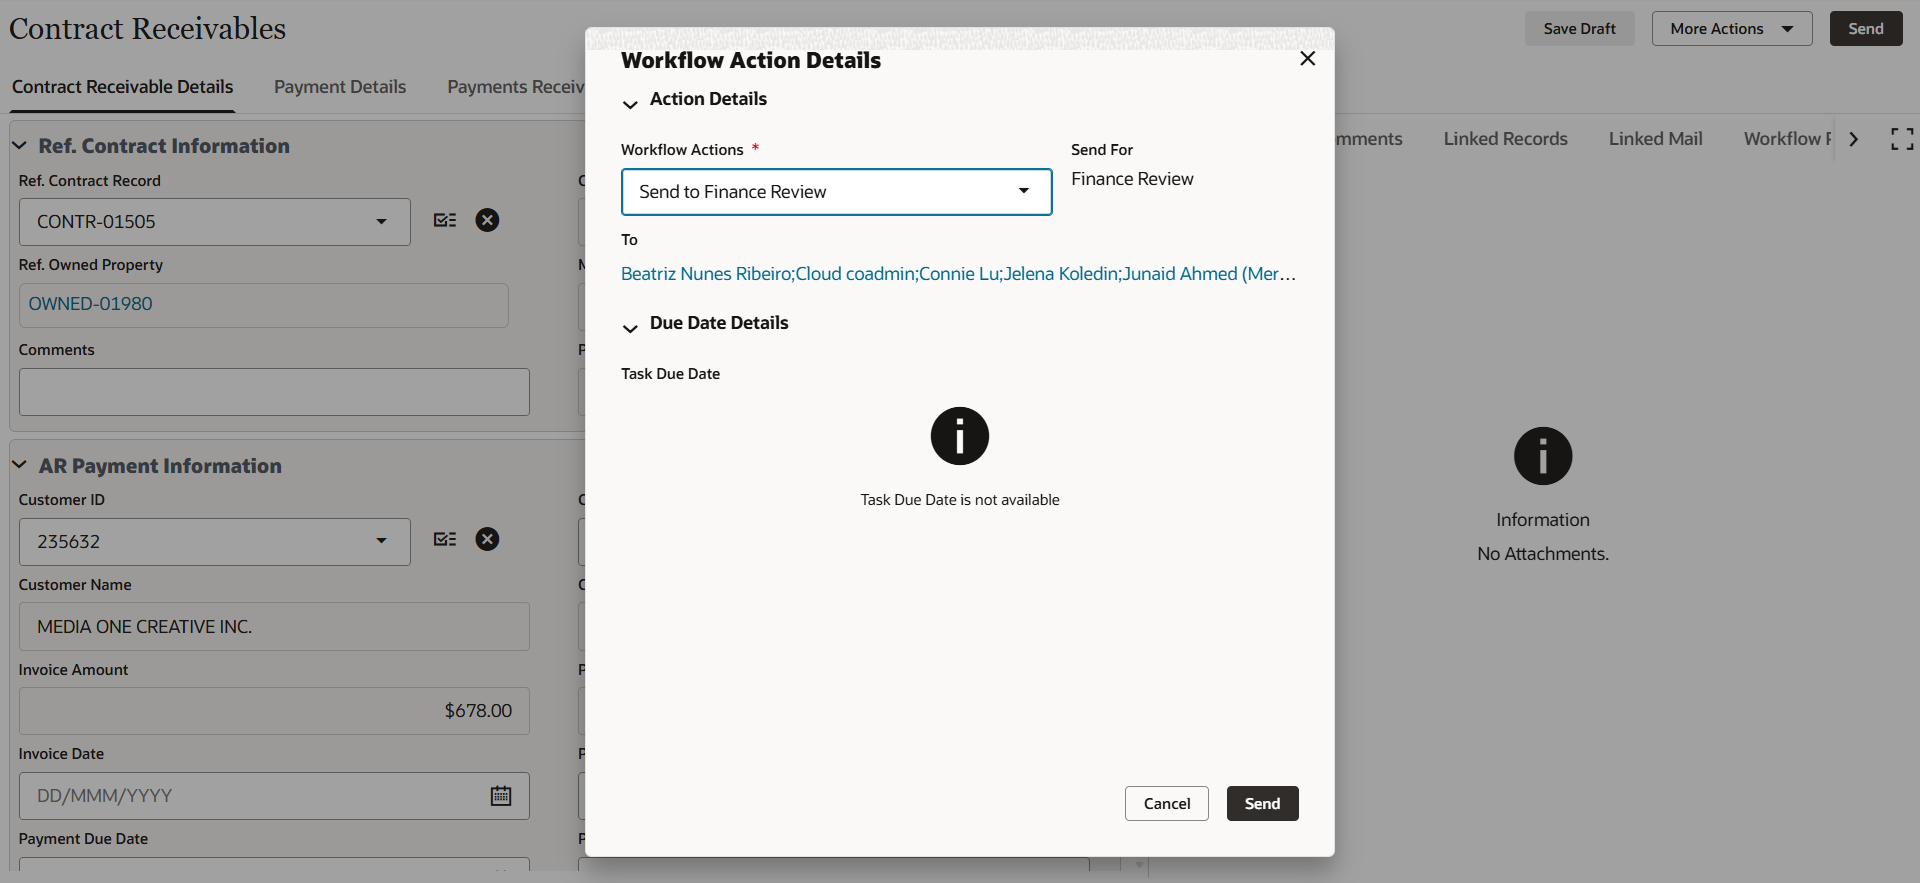 Contract Receivables
Save Draft
More Actions
Send
Contract Receivable Details
Payment Details
Payments Receiv
Ref. Contract Information
Ref. Contract Record
CONTR-01505
Ref. Owned Property
OWNED-01980
Comments
AR Payment Information
Customer ID
235632
Customer Name
MEDIA ONE CREATIVE INC.
Invoice Amount
$678.00
Invoice Date
DD/MMM/YYYY
Payment Due Date
Workflow Action Details
Action Details
Workflow Actions *
Send to Finance Review
Send For
Finance Review
To
Beatriz Nunes Ribeiro;Cloud coadmin;Connie Lu;Jelena Koledin;Junaid Ahmed (Mer...
Due Date Details
Task Due Date
Task Due Date is not available
Cancel
Send
mments
Linked Records
Linked Mail
Workflow
Information
No Attachments.